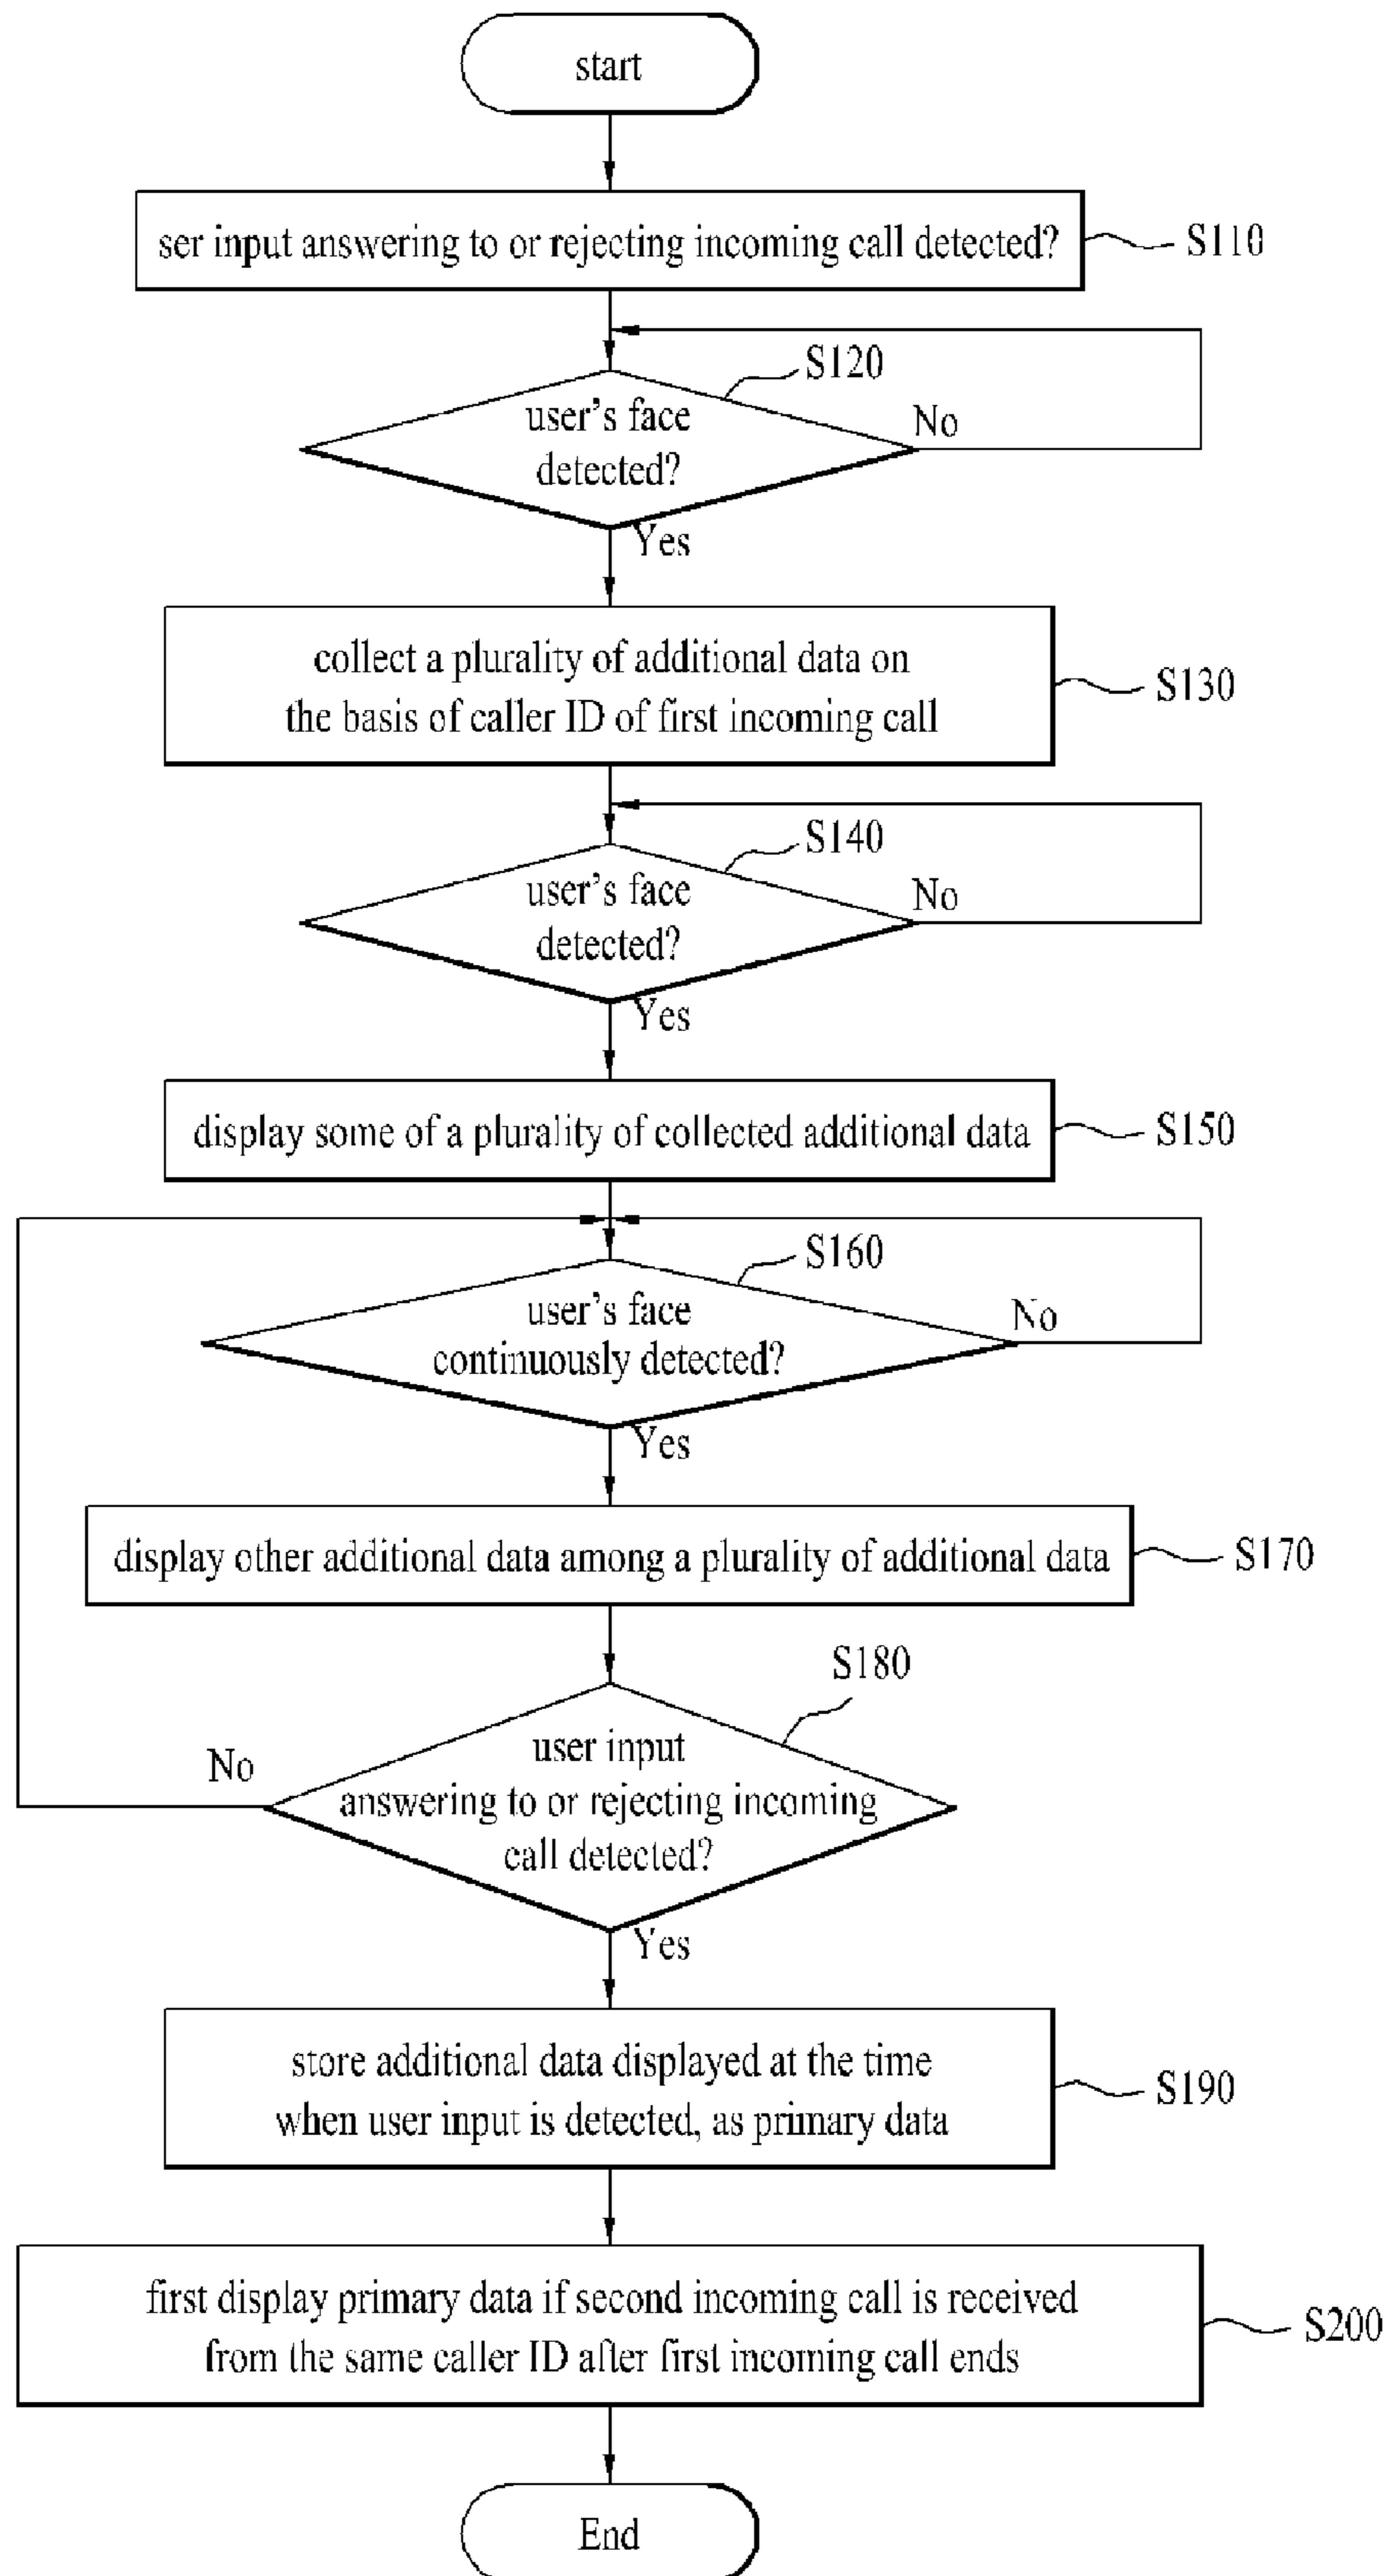 start
ser input answering to or rejecting incoming call detected?
S110
S120
user's face
detected?
No
Yes
collect a plurality of additional data on
the basis of caller ID of first incoming call
S130
S140
user's face
detected?
No
Yes
display some of a plurality of collected additional data
S150
S160
user's face
continuously detected?
No
Yes
display other additional data among a plurality of additional data
S170
S180
user input
answering to or rejecting incoming
call detected?
No
Yes
store additional data displayed at the time
when user input is detected, as primary data
S190
first display primary data if second incoming call is received
from the same caller ID after first incoming call ends
S200
End